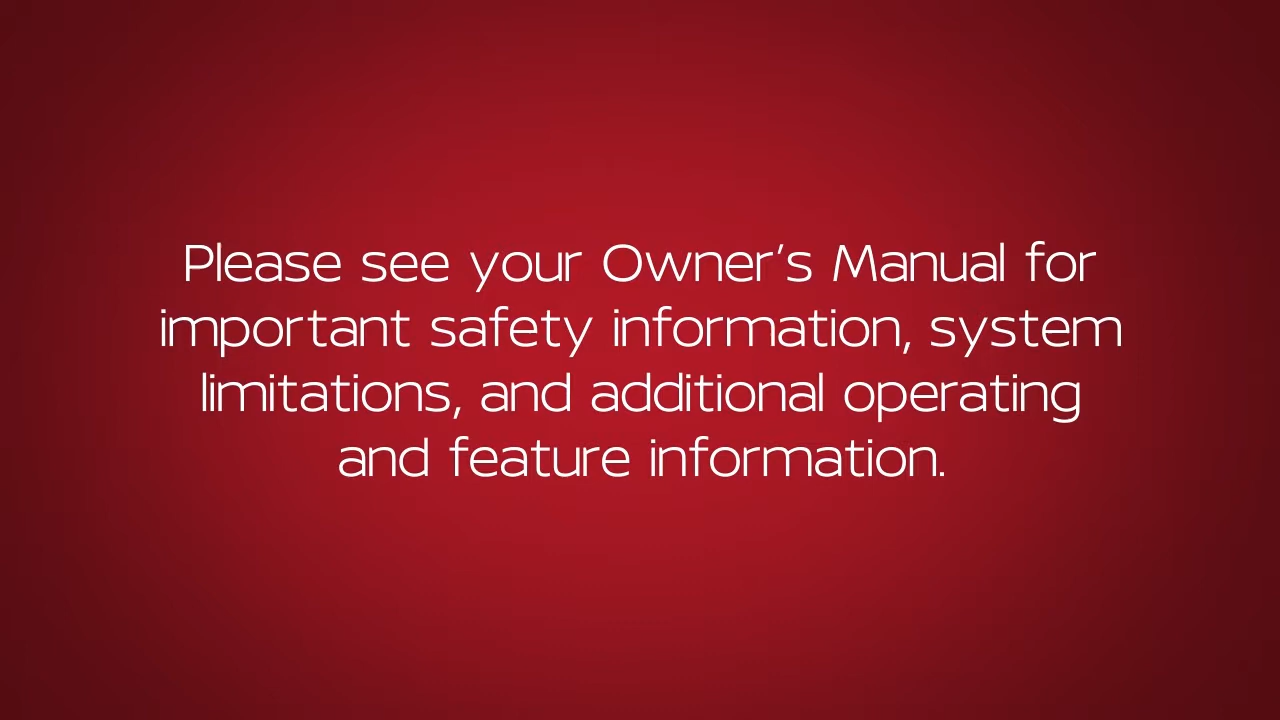 Please see your Owner’s Manual for
important safety information, system
limitations, and additional operating
and feature information.